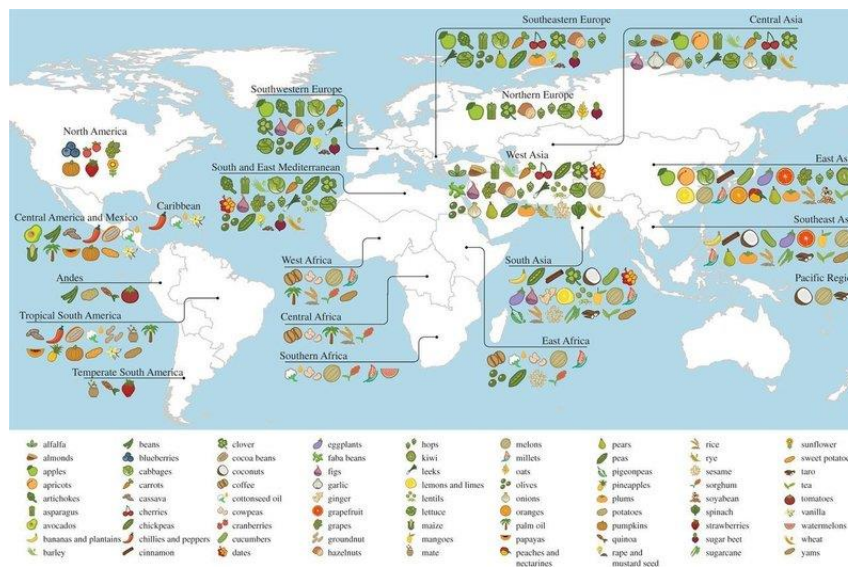 Southeastern Europe
Central Asia
Southwestern Europe
Northern Europe
North America
South and East Mediterranean
West Asia
East As
Caribbean
Central America and Mexico
Southeast As
West Africa
South Asia
Andes
Pacific Regio
Tropical South America
Central Africa
Southern Africa
East Africa
Temperate South America
alfalfa
almonds
apples
apricots
artichokes
asparagus
avocados
bananas and plantains
barley
beans
blueberries
cabbages
carrots
cassava
cherries
chickpeas
chillies and peppers
cinnamon
clover
cocoa beans
coconuts
coffee
cottonseed oil
cowpeas
cranberries
cucumbers
dates
eggplants
faba beans
figs
garlic
ginger
grapefruit
grapes
groundnut
hazelnuts
hops
kiwi
leeks
lemons and limes
lentils
lettuce
maize
mangoes
mate
melons
millets
oats
olives
onions
oranges
palm oil
papayas
peaches and
nectarines
pears
peas
pigeonpeas
pineapples
plums
potatoes
pumpkins
quinoa
rape and
mustard seed
rice
rye
sesame
sorghum
soyabean
spinach
strawberries
sugar beet
sugarcane
sunflower
sweet potatoe
taro
tea
tomatoes
vanilla
watermelons
wheat
yams